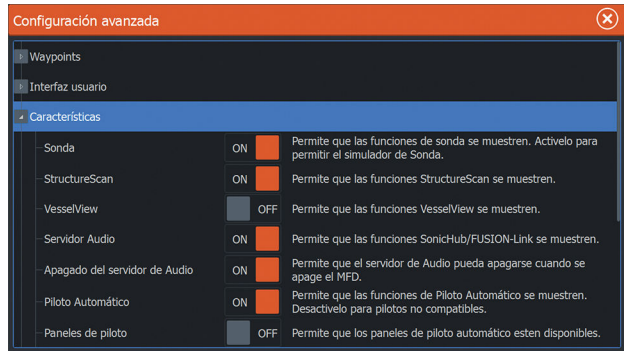 Configuración avanzada
Waypoints
Interfaz usuario
Características
Sonda ON Permite que las funciones de sonda se muestren. Activelo para
permitir el simulador de Sonda.
StructureScan ON Permite que las funciones StructureScan se muestren.
VesselView OFF Permite que las funciones VesselView se muestren.
Servidor Audio ON Permite que las funciones SonicHub/FUSION-Link se muestren.
Apagado del servidor de Audio ON Permite que el servidor de Audio pueda apagarse cuando se
apage el MFD.
Piloto Automático ON Permite que las funciones de Piloto Automático se muestren.
Desactivelo para pilotos no compatibles.
Paneles de piloto OFF Permite que los paneles de piloto automático esten disponibles.